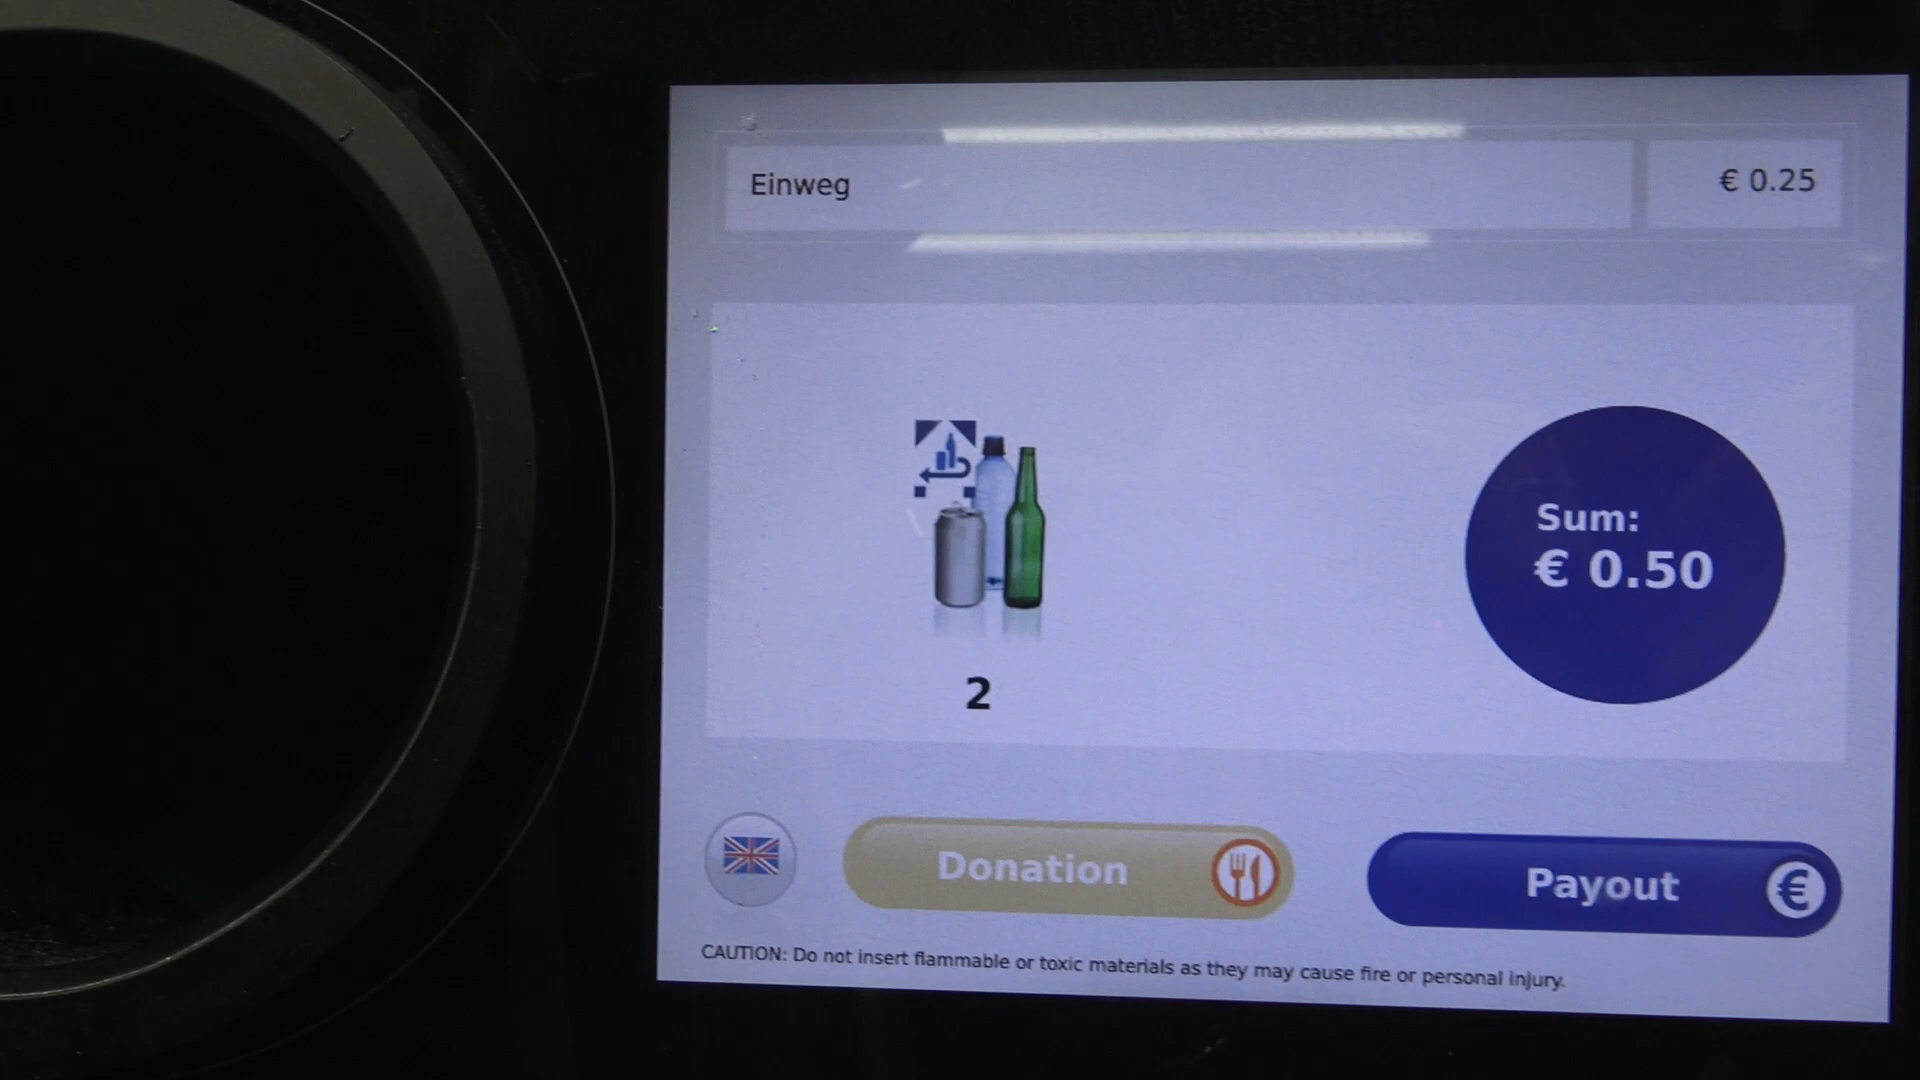 Einweg
€ 0.25
Sum:
€ 0.50
2
Donation
Payout
CAUTION: Do not insert flammable or toxic materials as they may cause fire or personal injury.